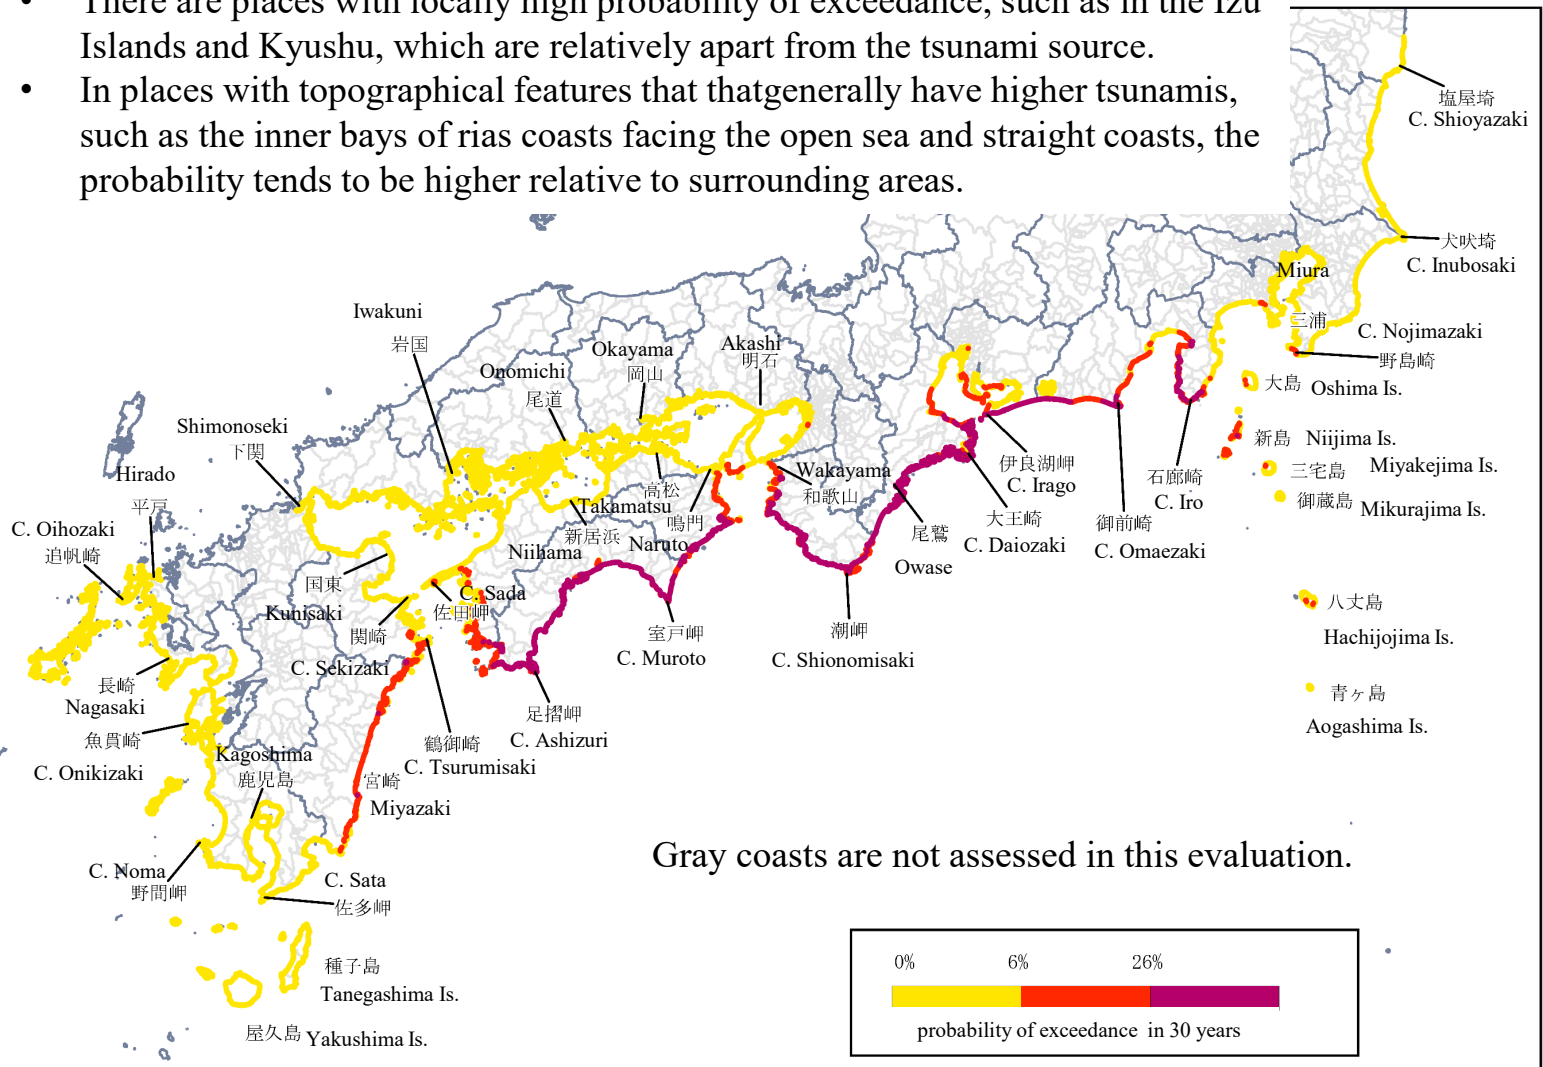 • There are places with locally high probability of exceedance, such as in the Izu
Islands and Kyushu, which are relatively apart from the tsunami source.
• In places with topographical features that thatgenerally have higher tsunamis,
such as the inner bays of rias coasts facing the open sea and straight coasts, the
probability tends to be higher relative to surrounding areas.
塩屋埼
C. Shioyazaki
犬吠埼
C. Inubosaki
Miura
三浦
C. Nojimazaki
野島崎
大島 Oshima Is.
新島 Niijima Is.
三宅島 Miyakejima Is.
御蔵島 Mikurajima Is.
八丈島
Hachijojima Is.
青ヶ島
Aogashima Is.
Iwakuni
岩国
Okayama
岡山
Akashi
明石
Onomichi
尾道
Shimonoseki
下関
Hirado
平戸
C. Oihozaki
追帆崎
高松
Takamatsu
新居浜
Niihama
鳴門
Naruto
Wakayama
和歌山
伊良湖岬
C. Irago
石廊崎
C. Iro
御前崎
C. Omaezaki
大王崎
C. Daiozaki
尾鷲
Owase
国東
Kunisaki
C. Sada
佐田岬
関崎
C. Sekizaki
室戸岬
C. Muroto
潮岬
C. Shionomisaki
長崎
Nagasaki
魚貫崎
C. Onikizaki
足摺岬
C. Ashizuri
鶴御崎
C. Tsurumisaki
Kagoshima
鹿児島
宮崎
Miyazaki
C. Noma
野間岬
C. Sata
佐多岬
種子島
Tanegashima Is.
屋久島 Yakushima Is.
Gray coasts are not assessed in this evaluation.
0% 6% 26%
probability of exceedance in 30 years